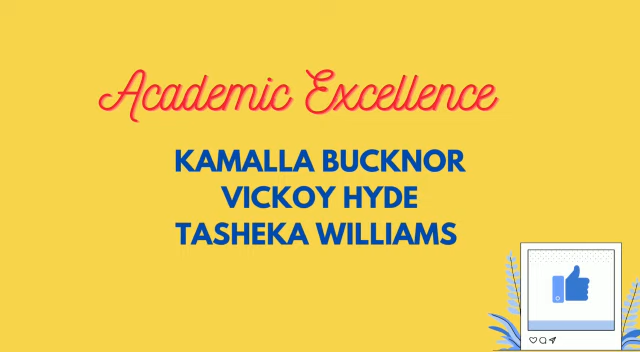 Academic Excellence
KAMALLA BUCKNOR
VICKOY HYDE
TASHEKA WILLIAMS